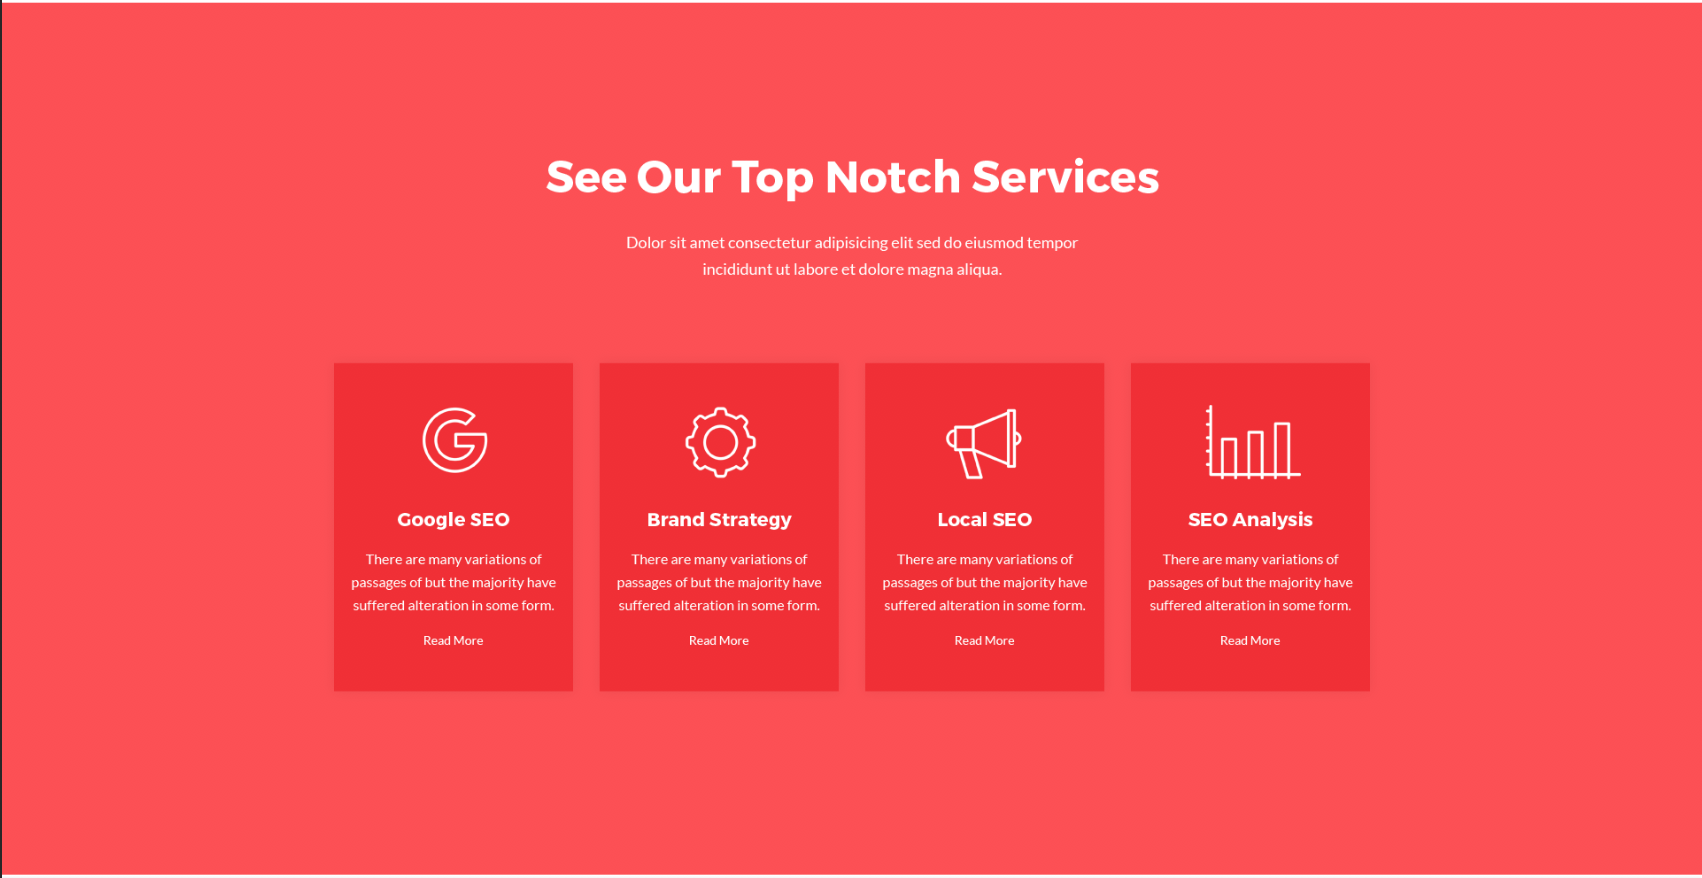 See Our Top Notch Services
Dolor sit amet consectetur adipisicing elit sed do eiusmod tempor
incididunt ut labore et dolore magna aliqua.
Google SEO
There are many variations of
passages of but the majority have
suffered alteration in some form.
Read More
Brand Strategy
There are many variations of
passages of but the majority have
suffered alteration in some form.
Read More
Local SEO
There are many variations of
passages of but the majority have
suffered alteration in some form.
Read More
SEO Analysis
There are many variations of
passages of but the majority have
suffered alteration in some form.
Read More